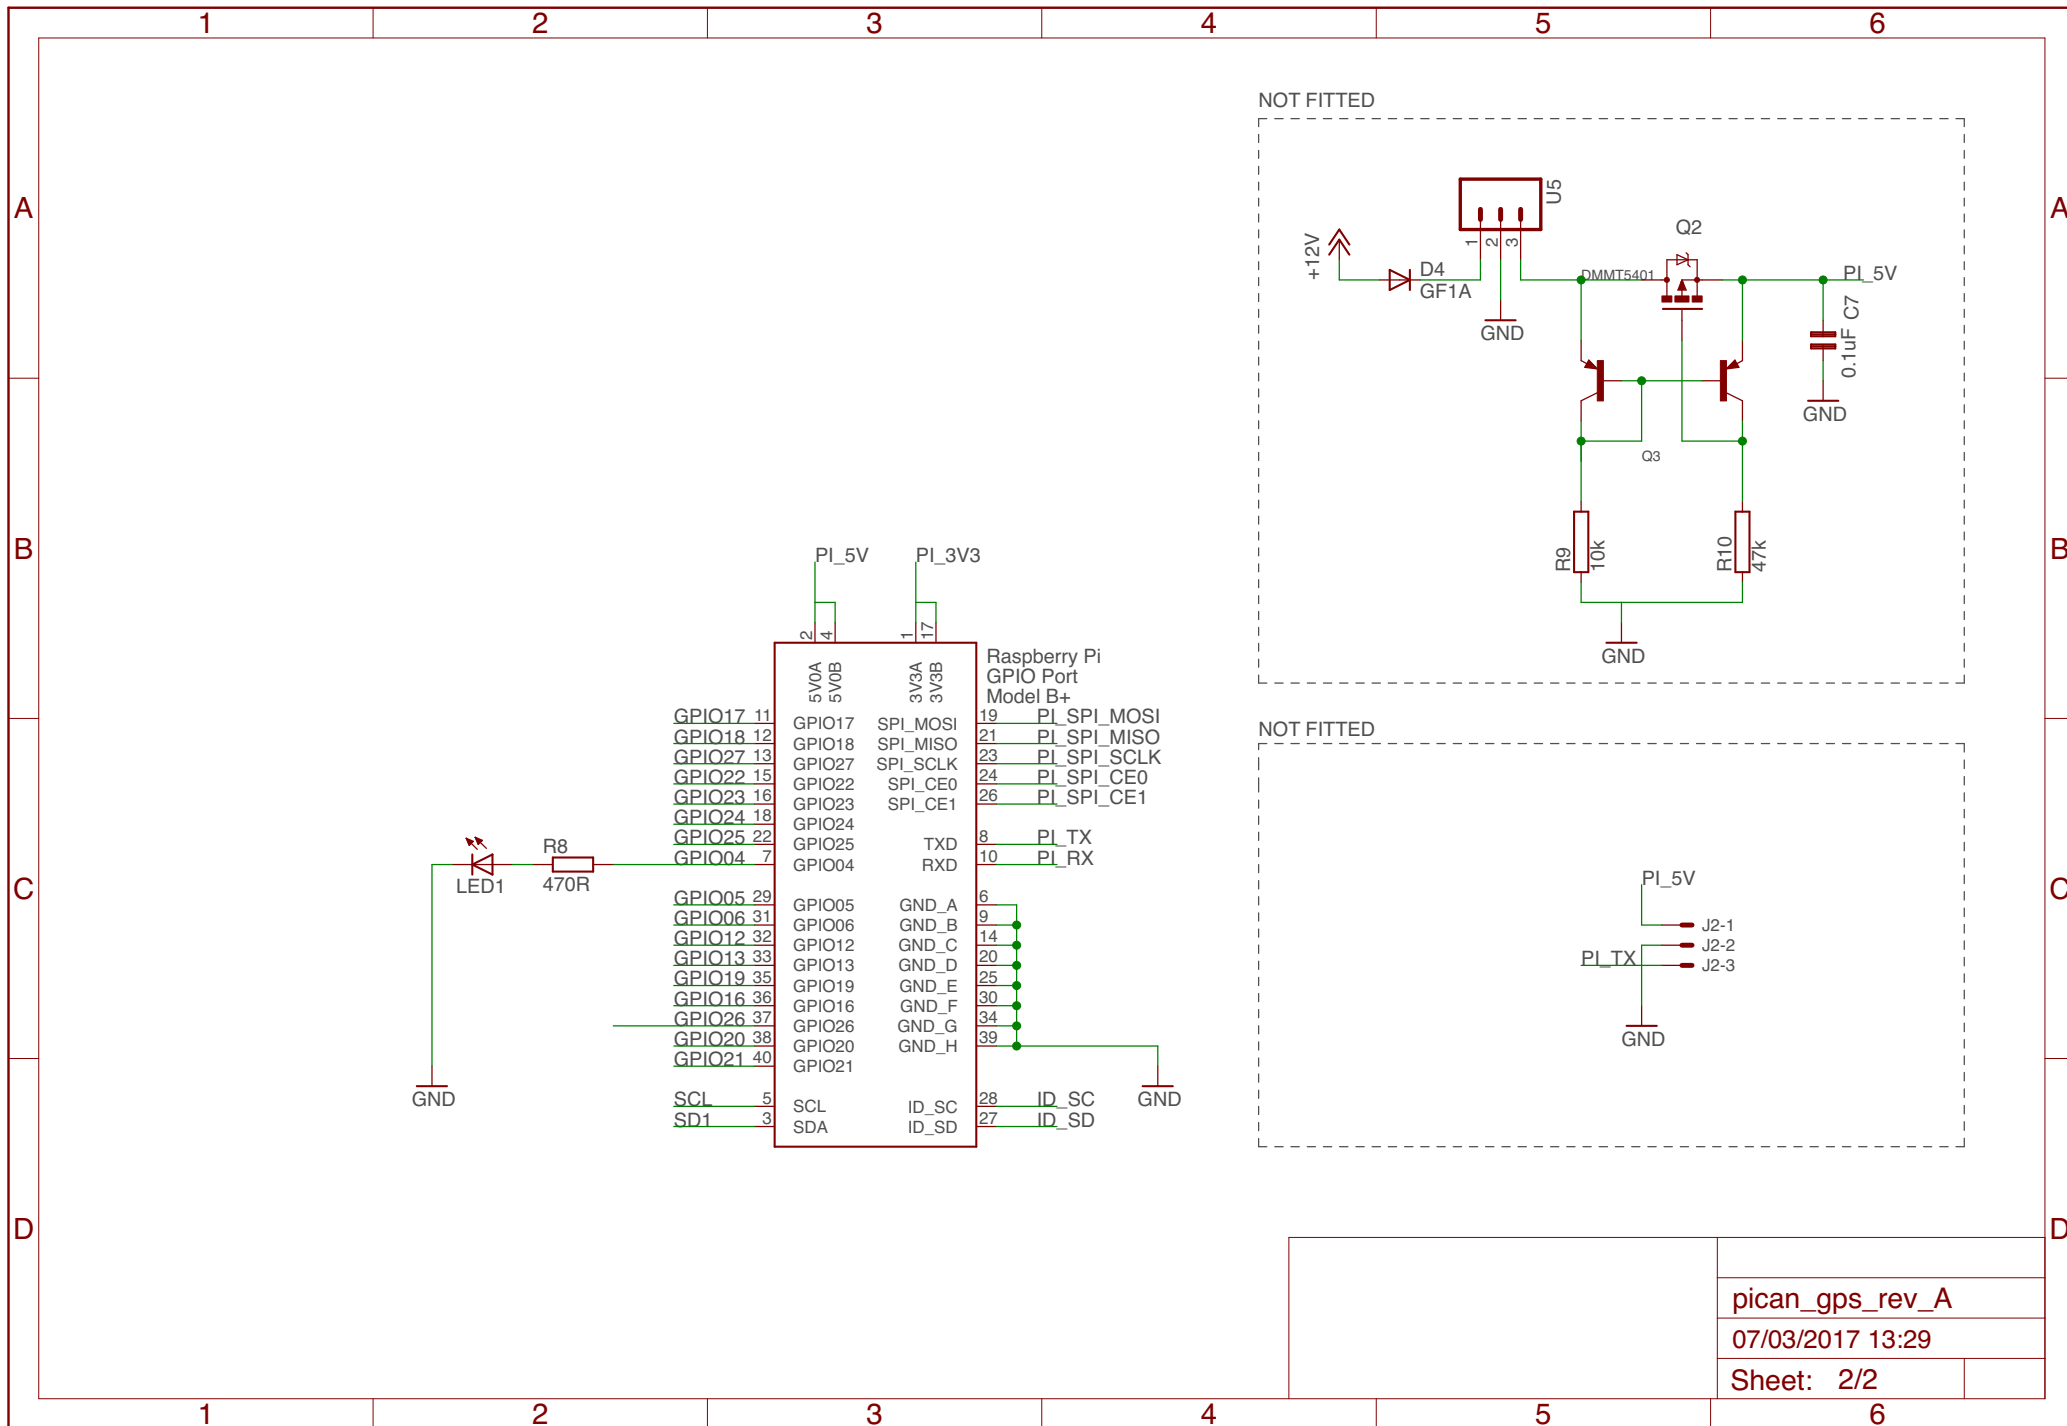 1 2 3 4 5 6
A A
B B
C C
D D
NOT FITTED
U5
1 2 3
+12V
D4
GF1A
GND
DMMT5401
Q2
PI_5V
C7
0.1uF
GND
Q3
R9
10k
R10
47k
GND
PI_5V PI_3V3
2 4 1 17
5V0A 5V0B 3V3A 3V3B
Raspberry Pi
GPIO Port
Model B+
GPIO17 11 GPIO17 SPI_MOSI 19 PI_SPI_MOSI
GPIO18 12 GPIO18 SPI_MISO 21 PI_SPI_MISO
GPIO27 13 GPIO27 SPI_SCLK 23 PI_SPI_SCLK
GPIO22 15 GPIO22 SPI_CE0 24 PI_SPI_CE0
GPIO23 16 GPIO23 SPI_CE1 26 PI_SPI_CE1
GPIO24 18 GPIO24
GPIO25 22 GPIO25 TXD 8 PI_TX
GPIO04 7 GPIO04 RXD 10 PI_RX
R8
470R
LED1
GPIO05 29 GPIO05 GND_A 6
GPIO06 31 GPIO06 GND_B 9
GPIO12 32 GPIO12 GND_C 14
GPIO13 33 GPIO13 GND_D 20
GPIO19 35 GPIO19 GND_E 25
GPIO16 36 GPIO16 GND_F 30
GPIO26 37 GPIO26 GND_G 34
GPIO20 38 GPIO20 GND_H 39
GPIO21 40 GPIO21
GND GND
SCL 5 SCL ID_SC 28 ID_SC
SD1 3 SDA ID_SD 27 ID_SD
NOT FITTED
PI_5V
J2-1
J2-2
PI_TX J2-3
GND
pican_gps_rev_A
07/03/2017 13:29
Sheet: 2/2
1 2 3 4 5 6